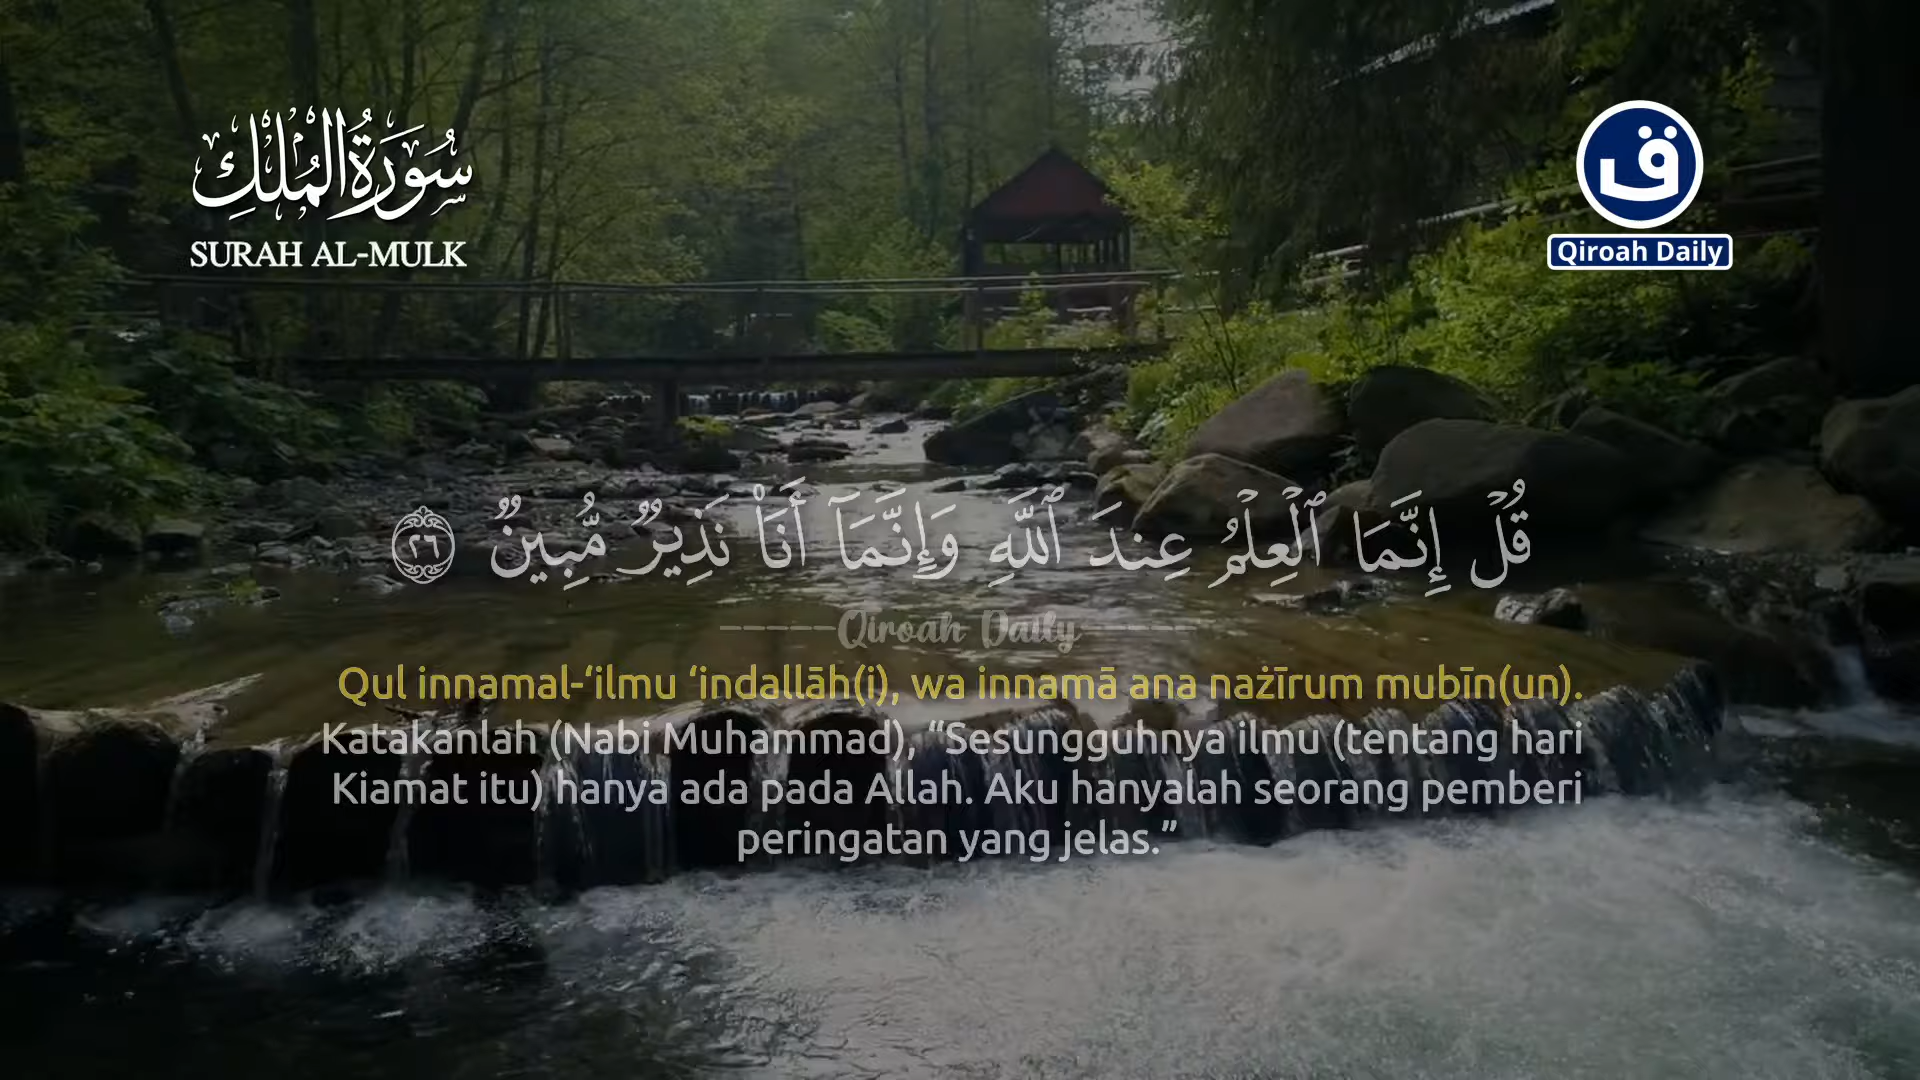 سُورَةُ الْمُلْكِ
SURAH AL-MULK
ق
Qiroah Daily
قُلْ إِنَّمَا ٱلْعِلْمُ عِندَ ٱللَّهِ وَإِنَّمَآ أَنَا۠ نَذِيرٌ مُّبِينٌ ٢٦
Qiroah Daily
Qul innamal-‘ilmu ‘indallāh(i), wa innamā ana nażīrum mubīn(un).
Katakanlah (Nabi Muhammad), “Sesungguhnya ilmu (tentang hari
Kiamat itu) hanya ada pada Allah. Aku hanyalah seorang pemberi
peringatan yang jelas.”